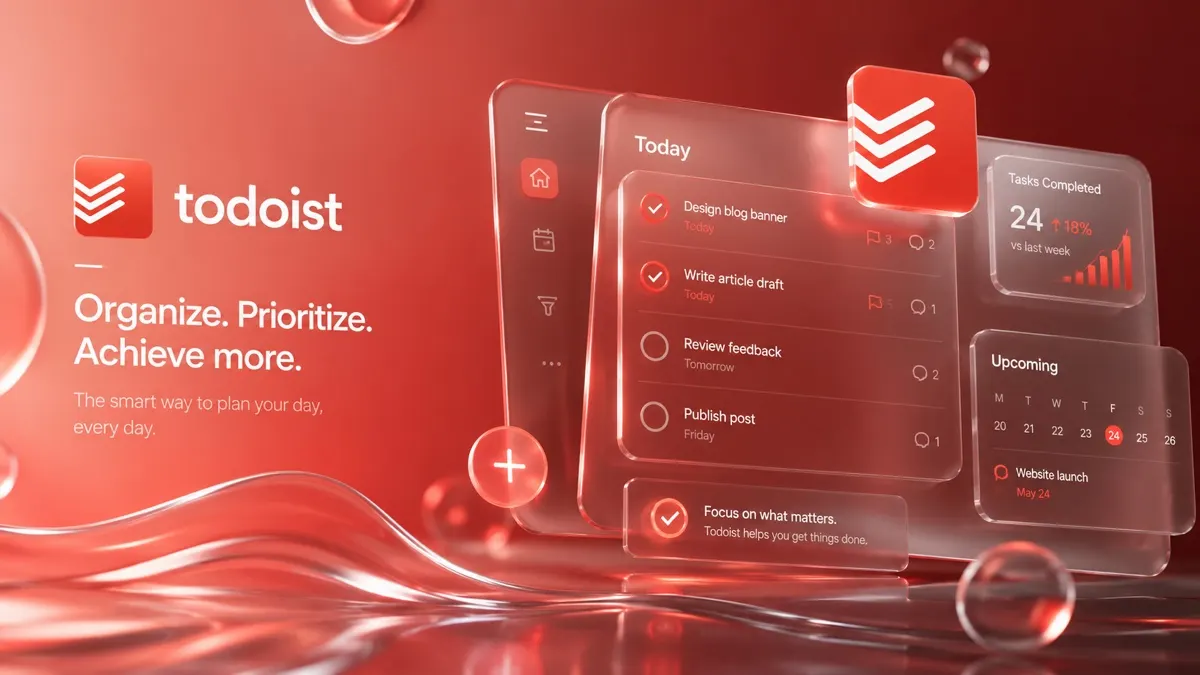 todoist
Organize. Prioritize.
Achieve more.
The smart way to plan your day,
every day.
Today
Design blog banner
Today
3
2
Write article draft
Today
1
Review feedback
Tomorrow
2
Publish post
Friday
1
Focus on what matters.
Todoist helps you get things done.
Tasks Completed
24 ↑ 18%
vs last week
Upcoming
M T W T F S S
20 21 22 23 24 25 26
Website launch
May 24